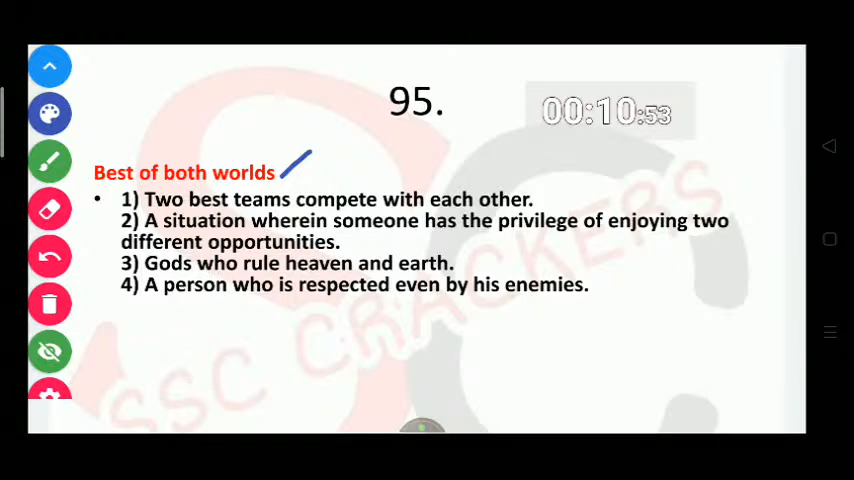 95.
00:10:53
Best of both worlds
• 1) Two best teams compete with each other.
2) A situation wherein someone has the privilege of enjoying two
different opportunities.
3) Gods who rule heaven and earth.
4) A person who is respected even by his enemies.
SSC CRACKERS